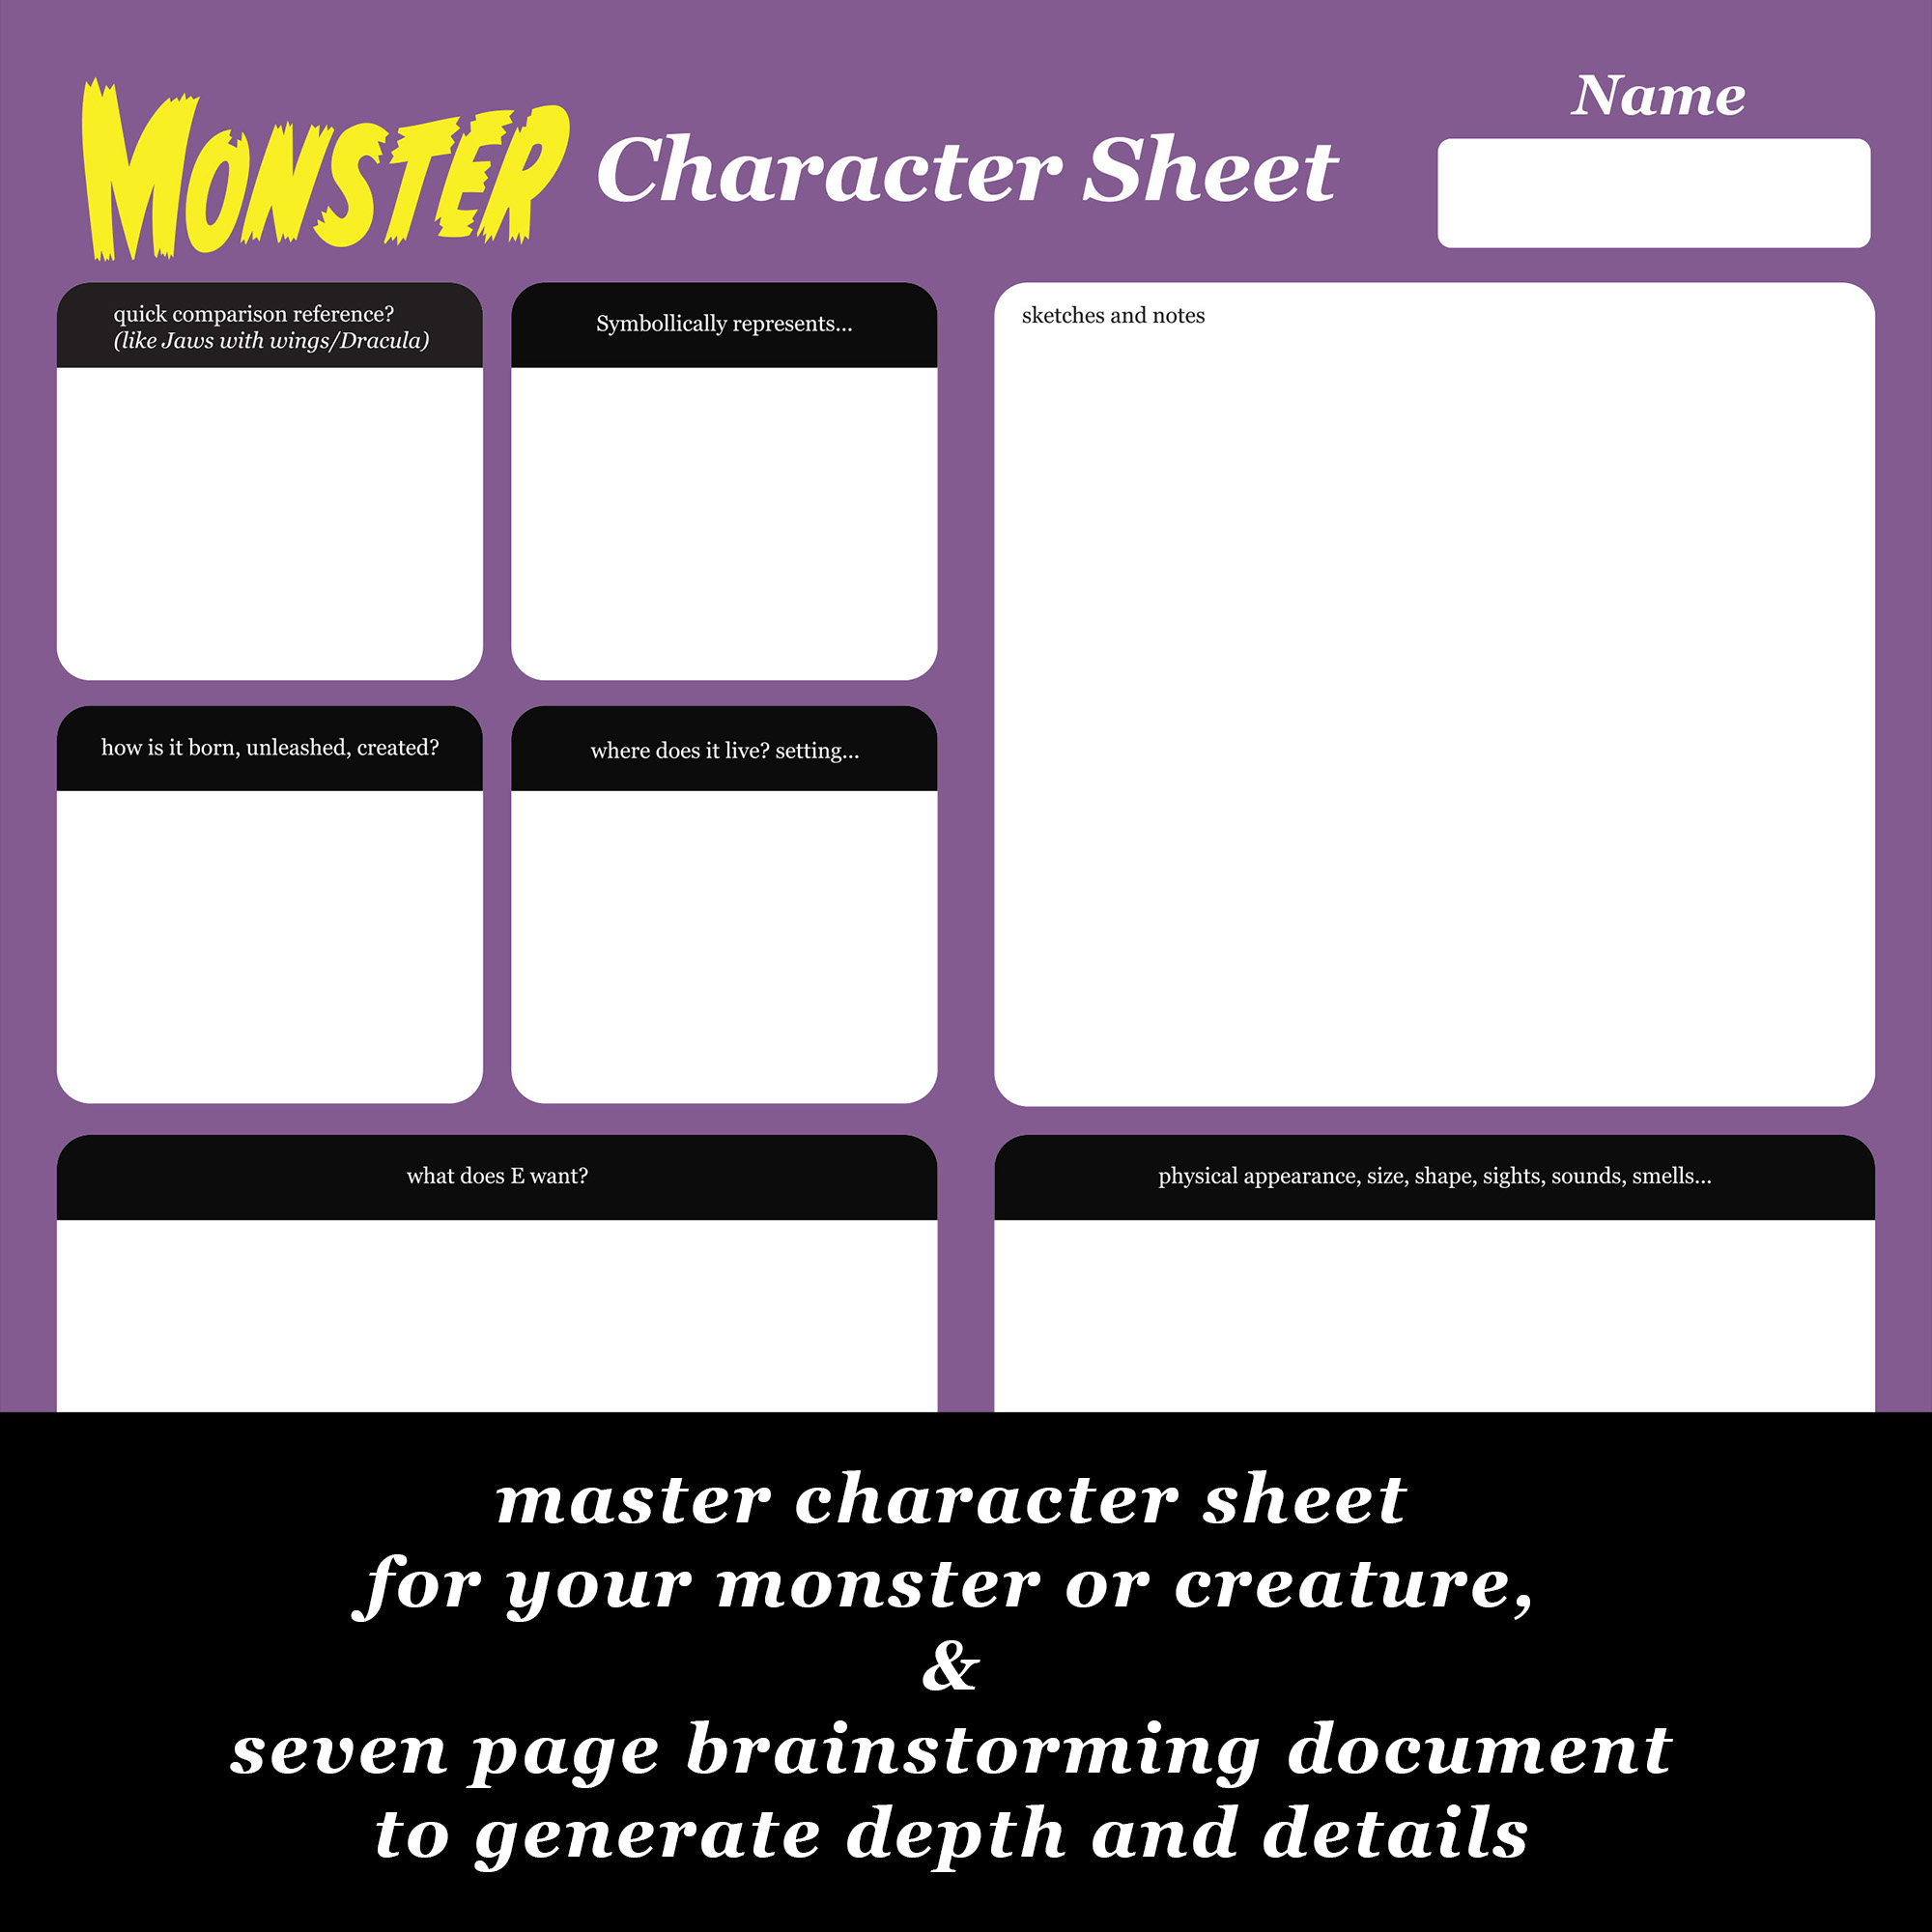 MONSTER Character Sheet
Name
quick comparison reference?
(like Jaws with wings/Dracula)
Symbollically represents...
sketches and notes
how is it born, unleashed, created?
where does it live? setting...
what does E want?
physical appearance, size, shape, sights, sounds, smells...
master character sheet
for your monster or creature,
&
seven page brainstorming document
to generate depth and details